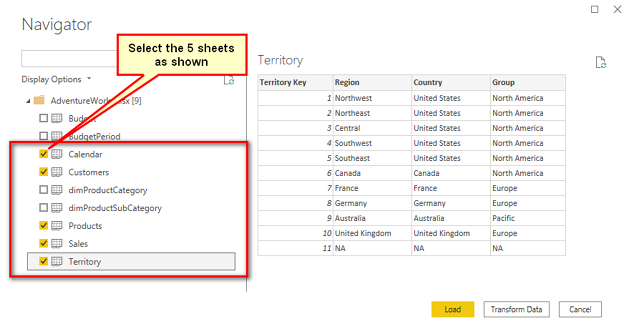 Navigator
Select the 5 sheets
as shown
Display Options
[9]
Calendar
Customers
dimProductCategory
dimProductSubCategory
Products
Sales
Territory
Territory
Territory Key Region Country Group
1 Northwest United States North America
2 Northeast United States North America
3 Central United States North America
4 Southwest United States North America
5 Southeast United States North America
6 Canada Canada North America
7 France France Europe
8 Germany Germany Europe
9 Australia Australia Pacific
10 United Kingdom United Kingdom Europe
11 NA NA NA
Load Transform Data Cancel